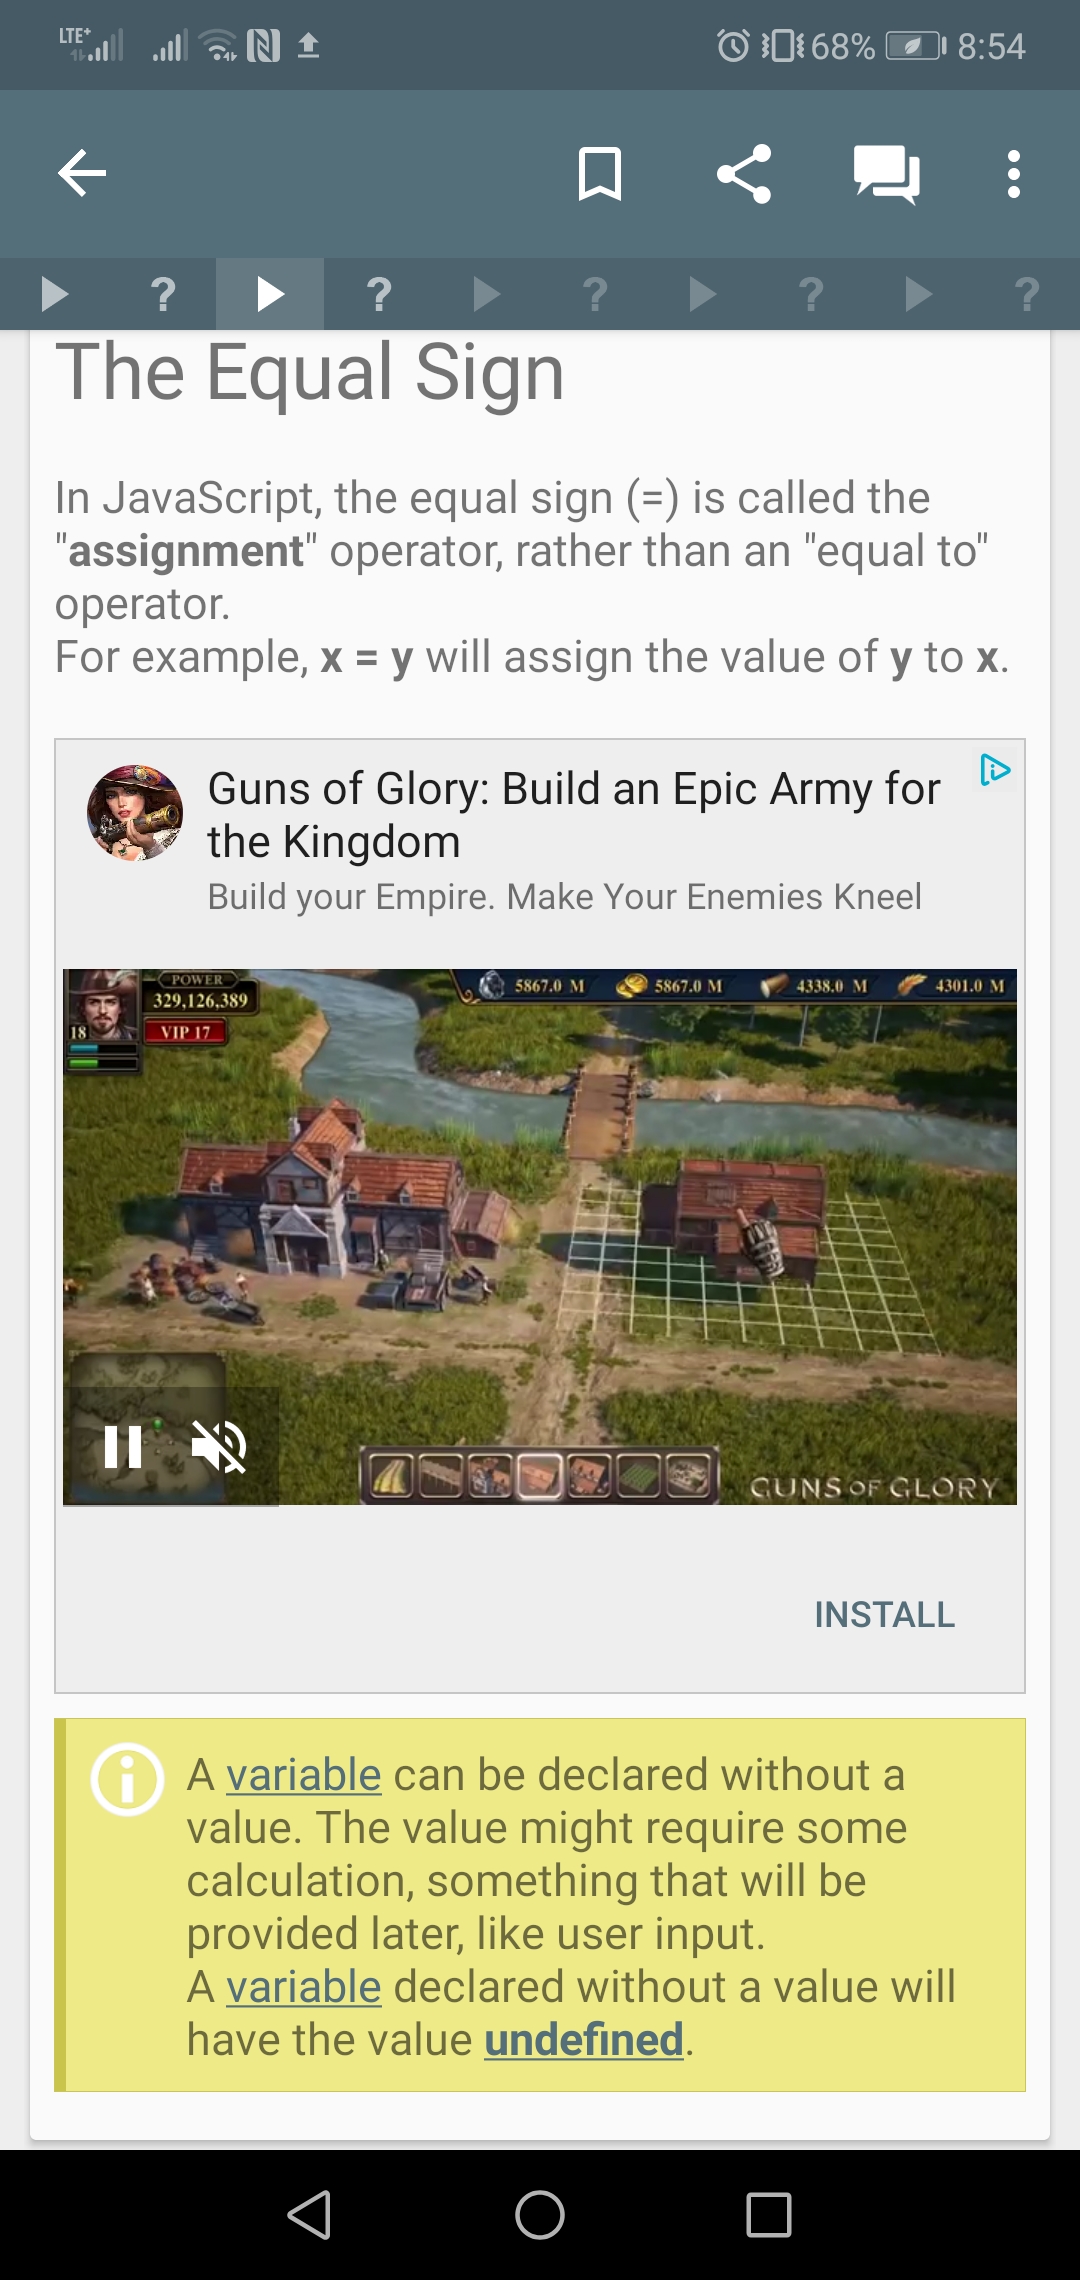 LTE+ 68% 8:54
? ? ? ? ?
The Equal Sign
In JavaScript, the equal sign (=) is called the
"assignment" operator, rather than an "equal to"
operator.
For example, x = y will assign the value of y to x.
Guns of Glory: Build an Epic Army for
the Kingdom
Build your Empire. Make Your Enemies Kneel
POWER
329,126,389
18
VIP 17
5867.0 M 5867.0 M 4338.0 M 4301.0 M
GUNS OF GLORY
INSTALL
A variable can be declared without a
value. The value might require some
calculation, something that will be
provided later, like user input.
A variable declared without a value will
have the value undefined.